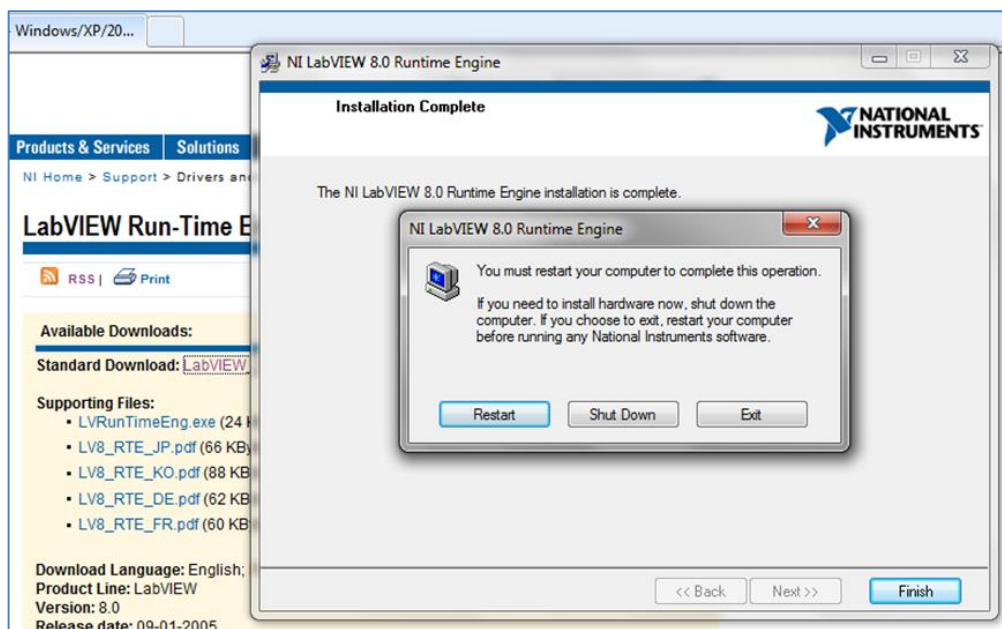 Windows/XP/20...
NI LabVIEW 8.0 Runtime Engine
Installation Complete
NATIONAL
INSTRUMENTS
The NI LabVIEW 8.0 Runtime Engine installation is complete.
NI LabVIEW 8.0 Runtime Engine
You must restart your computer to complete this operation.
If you need to install hardware now, shut down the
computer. If you choose to exit, restart your computer
before running any National Instruments software.
Restart
Shut Down
Exit
<< Back
Next >>
Finish
Products & Services
Solutions
NI Home > Support > Drivers
LabVIEW Run-Time
RSS |
Print
Available Downloads:
Standard Download: LabVIEW
Supporting Files:
▪ LVRunTimeEng.exe (24
▪ LV8_RTE_JP.pdf (66
▪ LV8_RTE_KO.pdf (88 KB
▪ LV8_RTE_DE.pdf (62 KB
▪ LV8_RTE_FR.pdf (60 KB
Download Language: English;
Product Line: LabVIEW
Version: 8.0
Release date: 09-01-2005